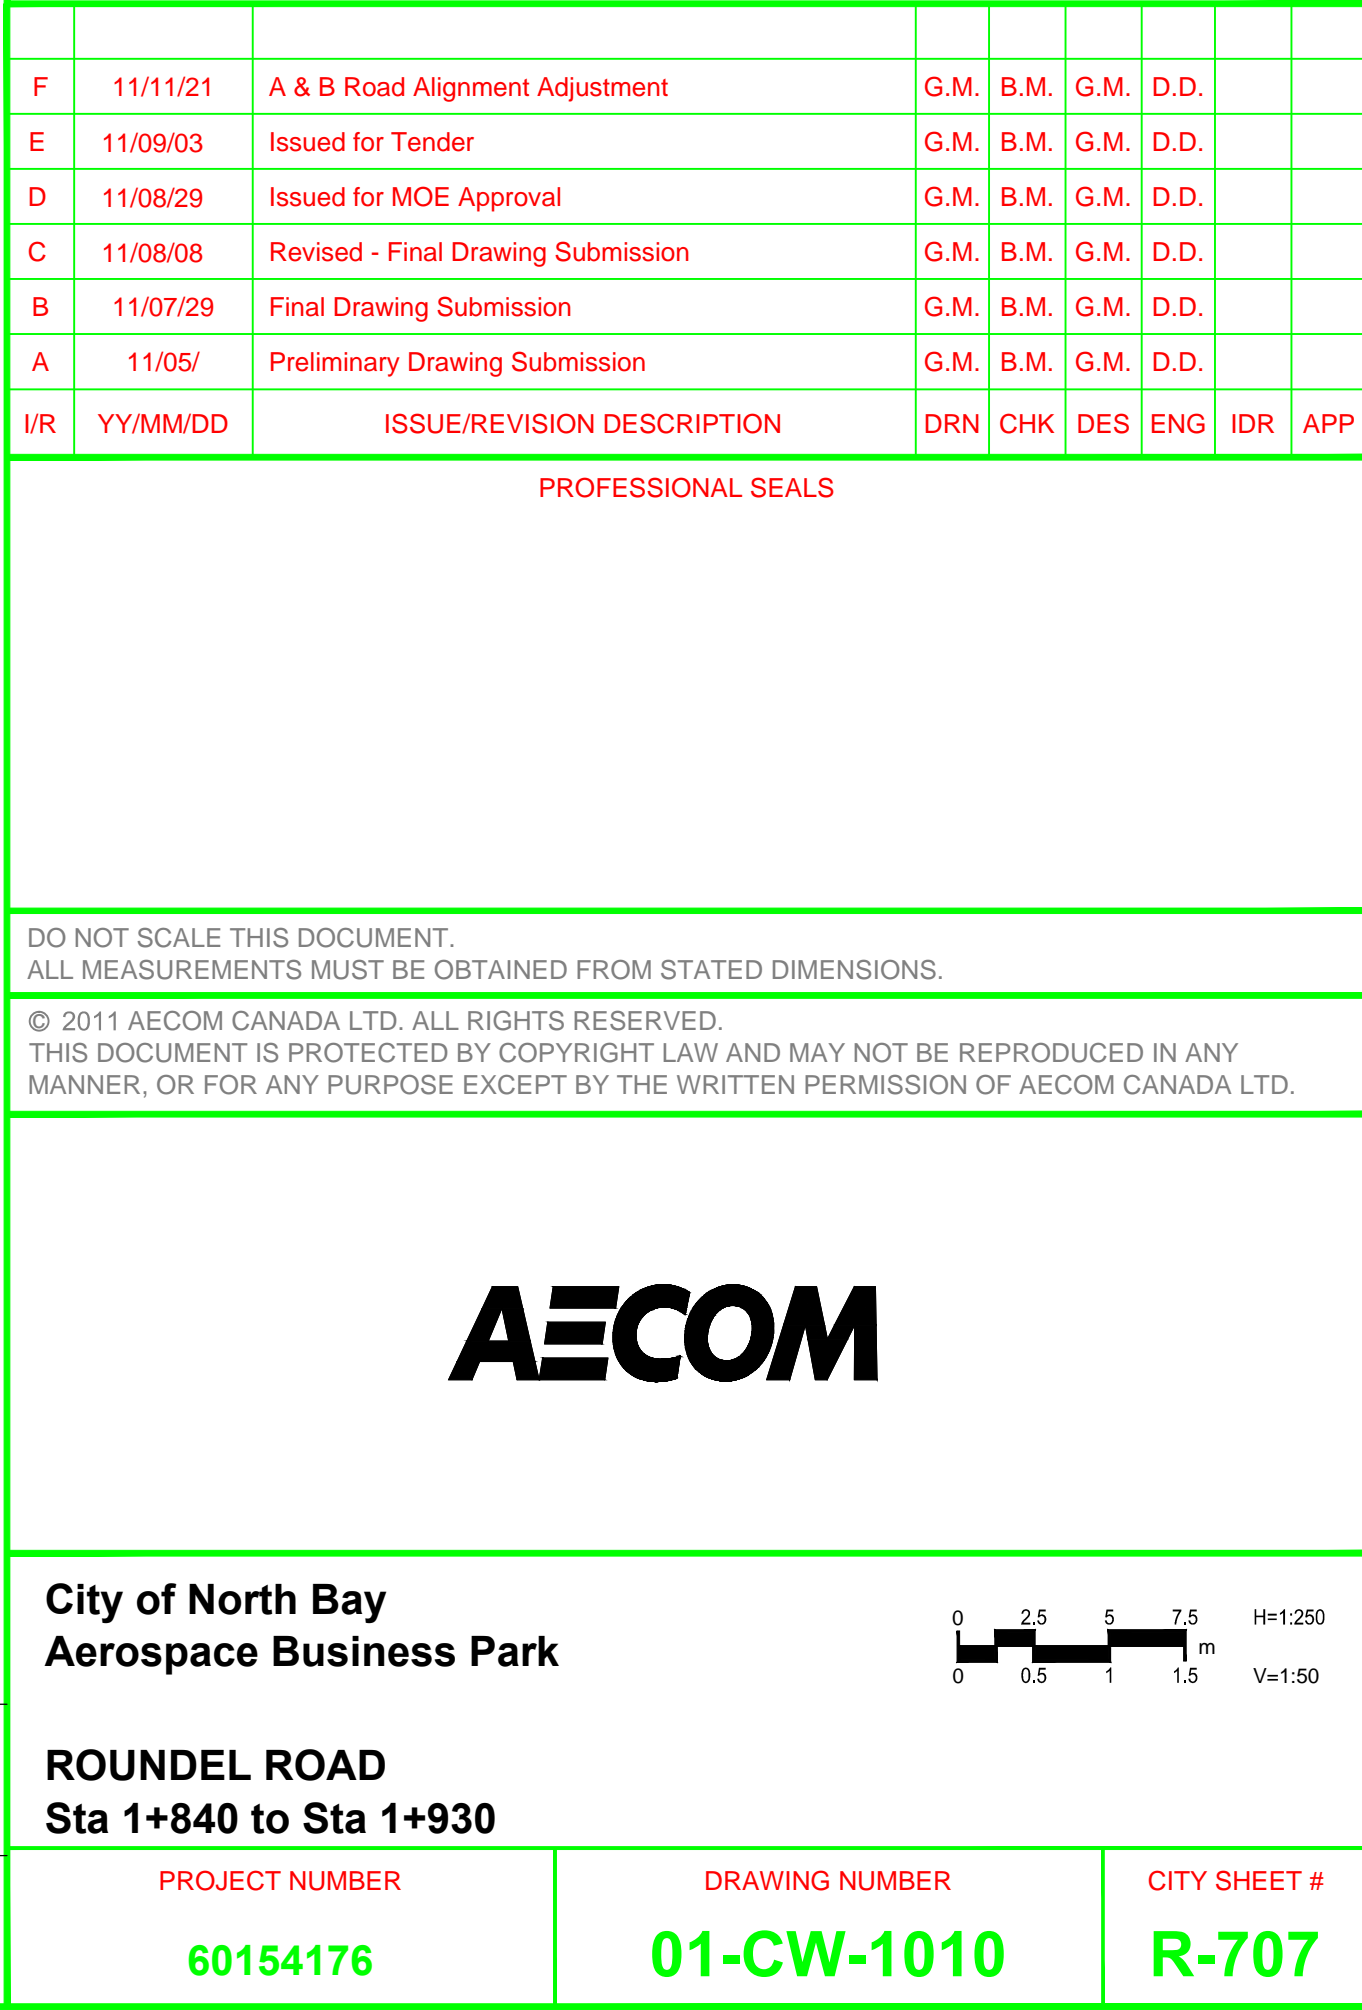 F 11/11/21 A & B Road Alignment Adjustment G.M. B.M. G.M. D.D.
E 11/09/03 Issued for Tender G.M. B.M. G.M. D.D.
D 11/08/29 Issued for MOE Approval G.M. B.M. G.M. D.D.
C 11/08/08 Revised - Final Drawing Submission G.M. B.M. G.M. D.D.
B 11/07/29 Final Drawing Submission G.M. B.M. G.M. D.D.
A 11/05/ Preliminary Drawing Submission G.M. B.M. G.M. D.D.
I/R YY/MM/DD ISSUE/REVISION DESCRIPTION DRN CHK DES ENG IDR APP
PROFESSIONAL SEALS
DO NOT SCALE THIS DOCUMENT.
ALL MEASUREMENTS MUST BE OBTAINED FROM STATED DIMENSIONS.
© 2011 AECOM CANADA LTD. ALL RIGHTS RESERVED.
THIS DOCUMENT IS PROTECTED BY COPYRIGHT LAW AND MAY NOT BE REPRODUCED IN ANY
MANNER, OR FOR ANY PURPOSE EXCEPT BY THE WRITTEN PERMISSION OF AECOM CANADA LTD.
AECOM
City of North Bay
Aerospace Business Park
0 2.5 5 7.5 H=1:250
m
0 0.5 1 1.5 V=1:50
ROUNDEL ROAD
Sta 1+840 to Sta 1+930
PROJECT NUMBER DRAWING NUMBER CITY SHEET #
60154176 01-CW-1010 R-707